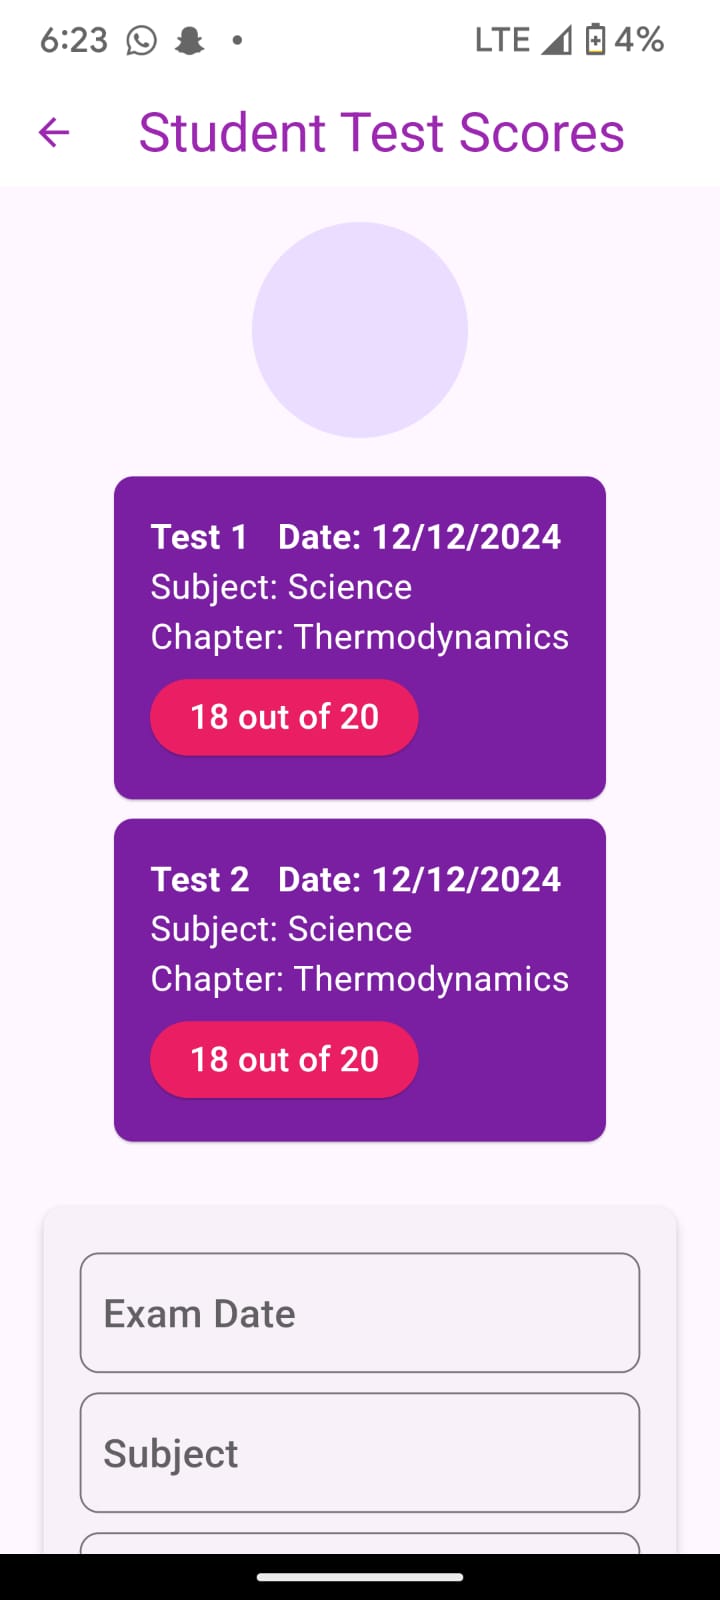 6:23 LTE 4%
Student Test Scores
Test 1 Date: 12/12/2024
Subject: Science
Chapter: Thermodynamics
18 out of 20
Test 2 Date: 12/12/2024
Subject: Science
Chapter: Thermodynamics
18 out of 20
Exam Date
Subject